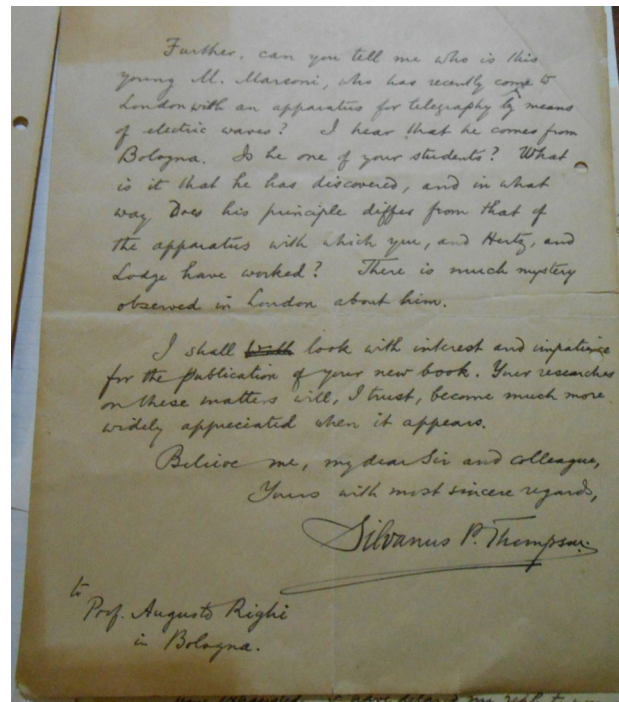 Further, can you tell me who is this
young M. Marconi, who has recently come to
London with an apparatus for telegraphy by means
of electric waves? I hear that he comes from
Bologna. Is he one of your students? What
is it that he has discovered, and in what
way Does his principle differ from that of
the apparatus with which you, and Hertz, and
Lodge have worked? There is much mystery
observed in London about him.
I shall look with interest and impatience
for the publication of your new book. Your researches
on these matters will, I trust, become much more
widely appreciated when it appears.
Believe me, my dear Sir and colleague,
Yours with most sincere regards,
Silvanus P. Thompson.
to
Prof. Augusto Righi
in Bologna.